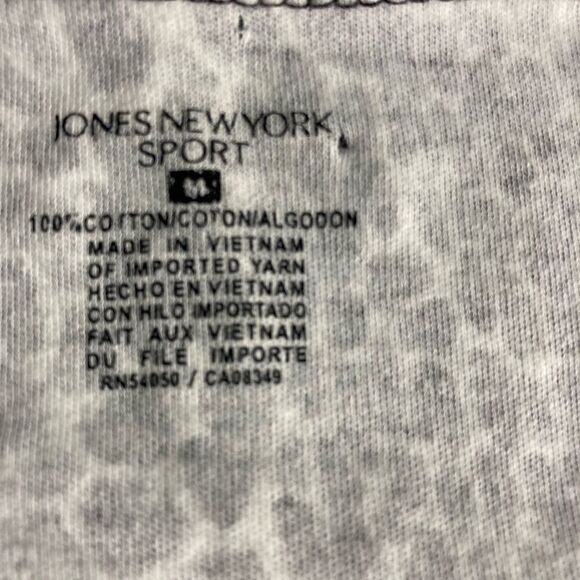 JONES NEW YORK
SPORT
M
100%COTTON/COTON/ALGODON
MADE IN VIETNAM
OF IMPORTED YARN
HECHO EN VIETNAM
CON HILO IMPORTADO
FAIT AUX VIETNAM
DU FILE IMPORTE
RN54050 / CA08349